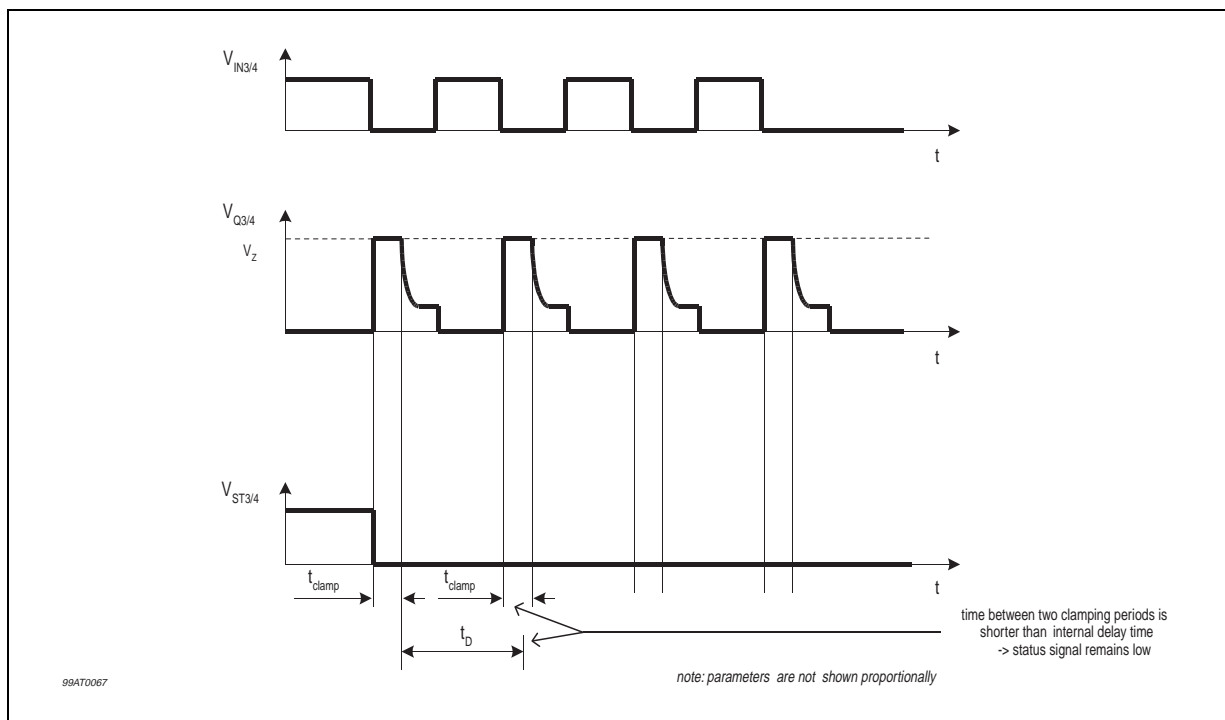 V_IN3/4
t
V_Q3/4
V_Z
t
V_ST3/4
t
t_clamp
t_clamp
t_D
time between two clamping periods is
shorter than internal delay time
-> status signal remains low
note: parameters are not shown proportionally
99AT0067